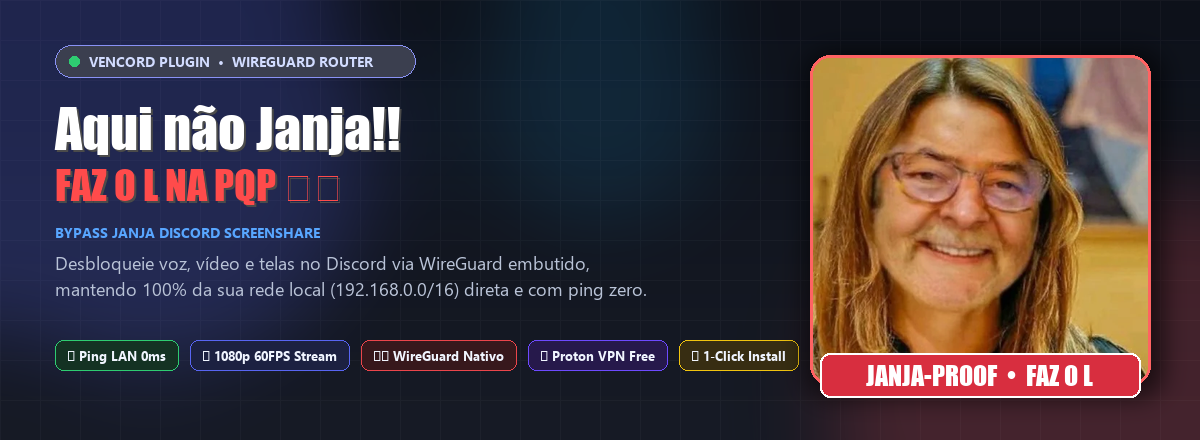 VENCORD PLUGIN • WIREGUARD ROUTER
Aqui não Janja!!
FAZ O L NA PQP
BYPASS JANJA DISCORD SCREENSHARE
Desbloqueie voz, vídeo e telas no Discord via WireGuard embutido,
mantendo 100% da sua rede local (192.168.0.0/16) direta e com ping zero.
Ping LAN 0ms
1080p 60FPS Stream
WireGuard Nativo
Proton VPN Free
1-Click Install
JANJA-PROOF • FAZ O L